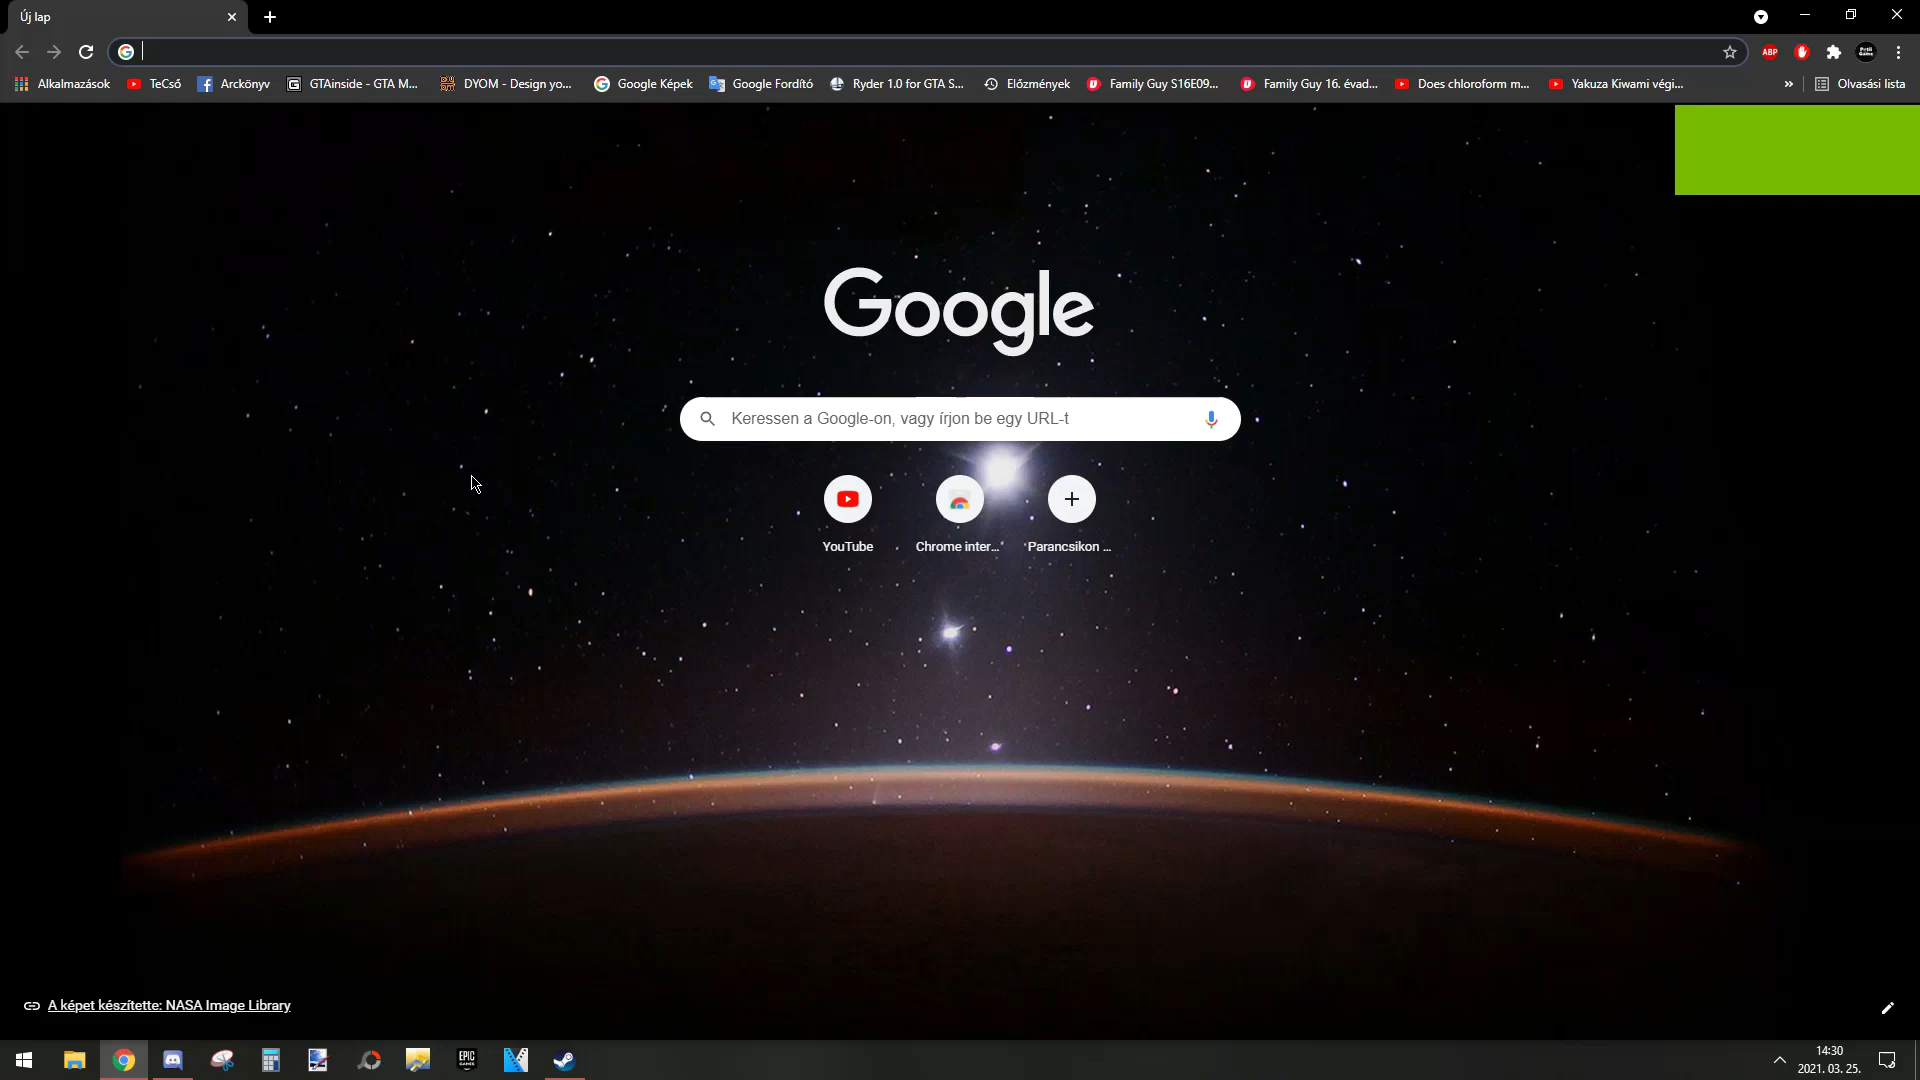 Új lap
Alkalmazások
TeCső
Arckönyv
GTAinside - GTA M...
DYOM - Design yo...
Google Képek
Google Fordító
Ryder 1.0 for GTA S...
Előzmények
Family Guy S16E09...
Family Guy 16. évad...
Does chloroform m...
Yakuza Kiwami végi...
»
Olvasási lista
ABP
Google
Keressen a Google-on, vagy írjon be egy URL-t
YouTube
Chrome inter...
Parancsikon ...
A képet készítette: NASA Image Library
EPIC
GAMES
14:30
2021. 03. 25.